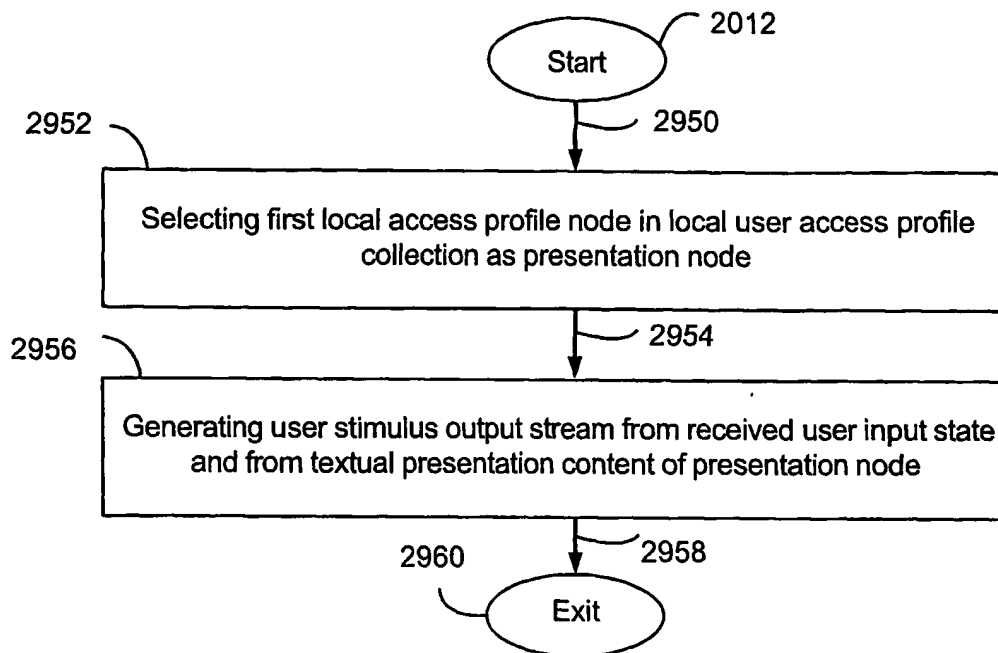 2012
Start
2950
2952
Selecting first local access profile node in local user access profile
collection as presentation node
2954
2956
Generating user stimulus output stream from received user input state
and from textual presentation content of presentation node
2958
2960
Exit